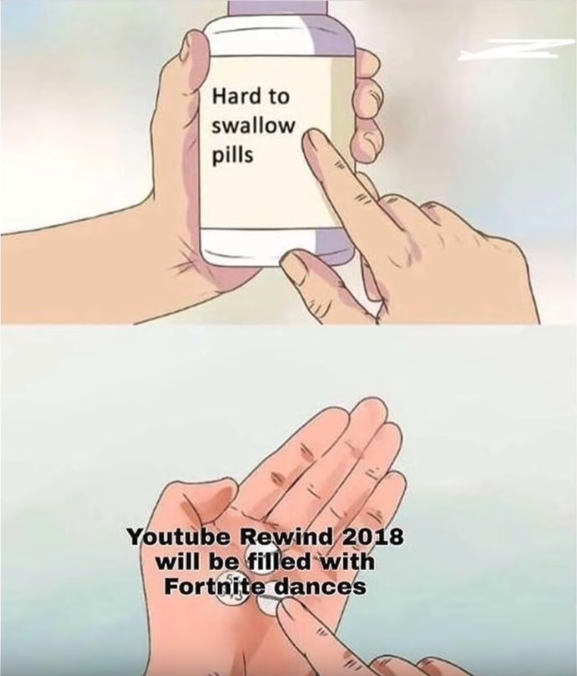 Hard to
swallow
pills
Youtube Rewind 2018
will be filled with
Fortnite dances